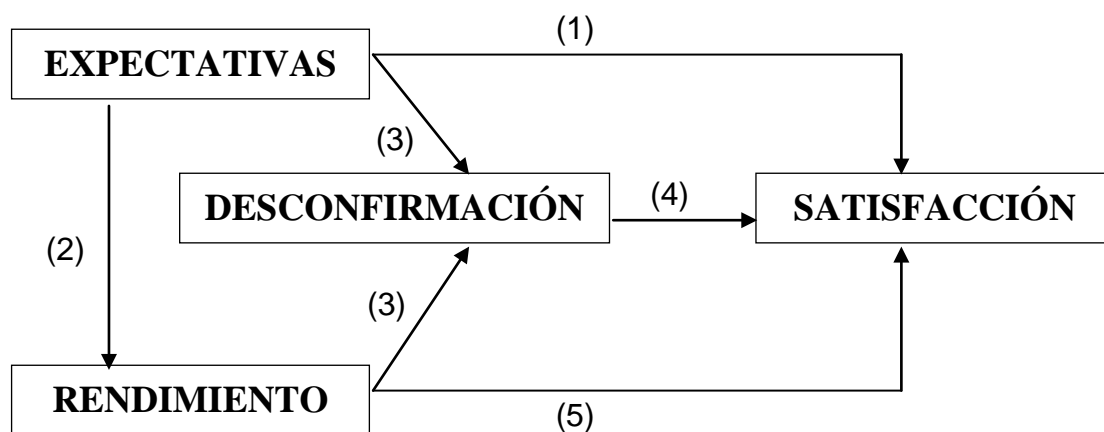 (1)
EXPECTATIVAS
(3)
DESCONFIRMACIÓN
(4)
SATISFACCIÓN
(2)
(3)
RENDIMIENTO
(5)